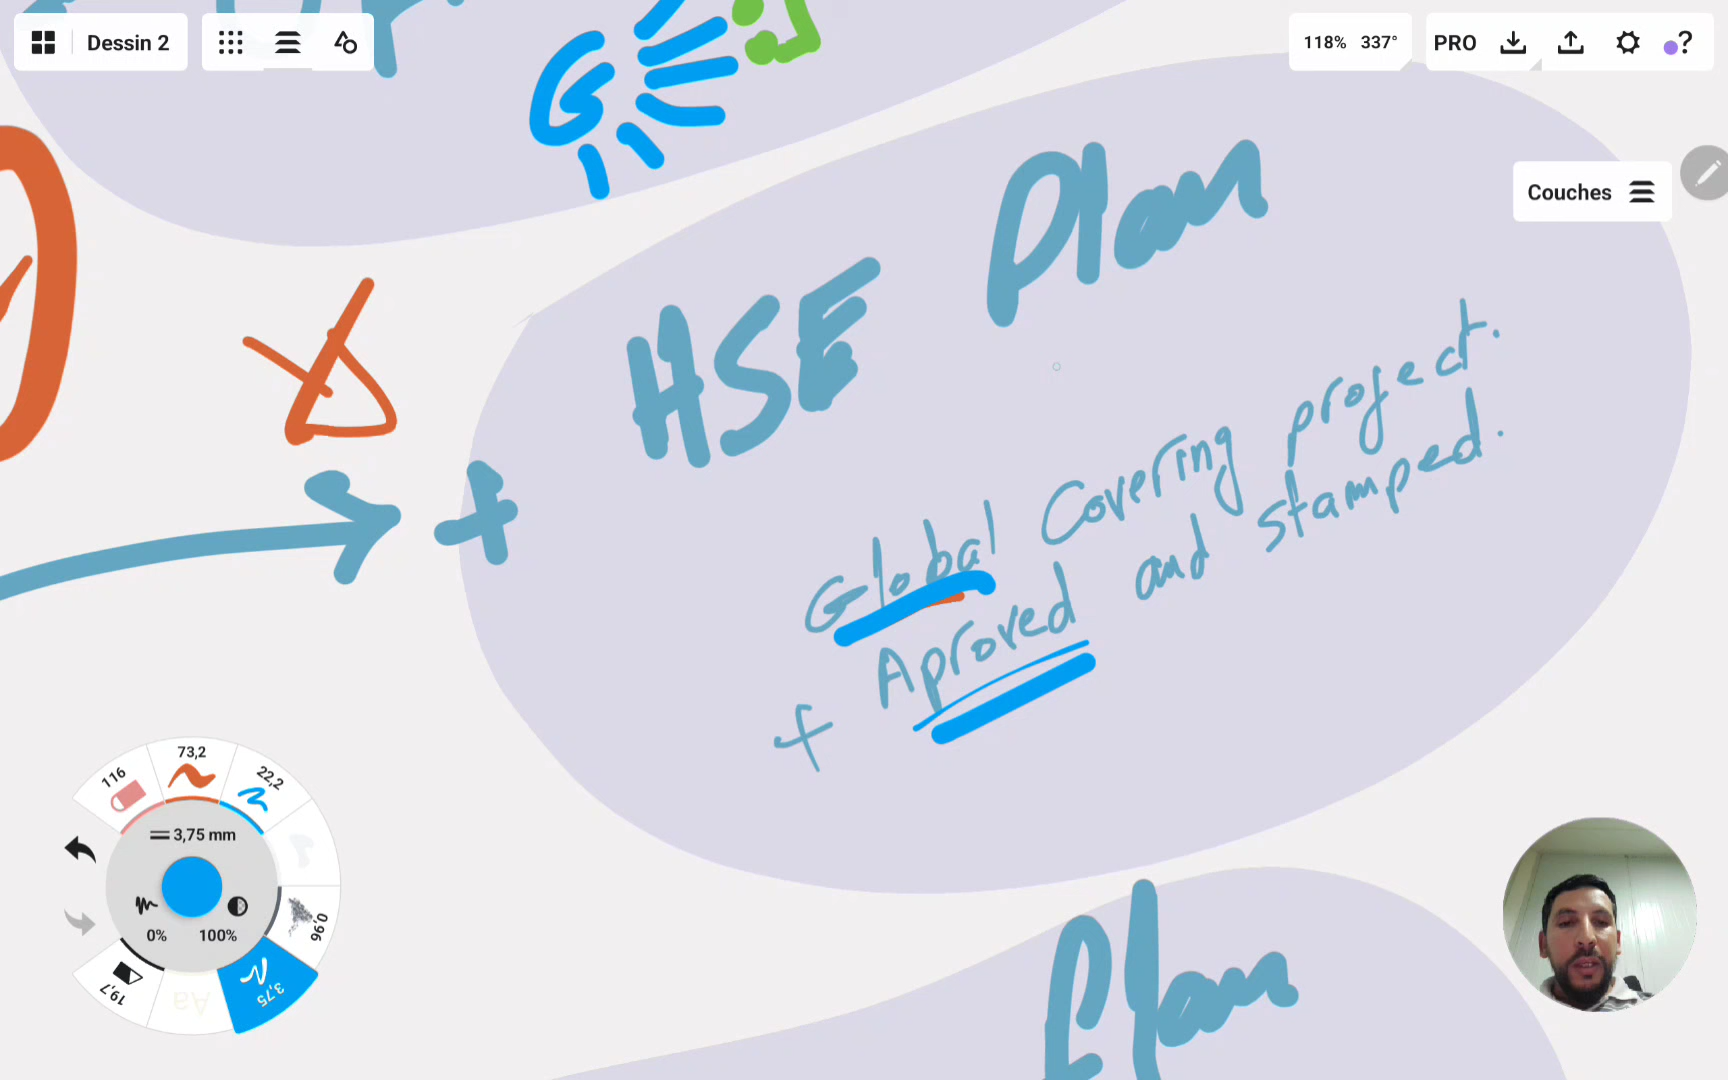 Dessin 2
118% 337°
PRO
?
Couches
G
HSE Plan
+
Global Covering project.
+ Aproved and stamped.
Plan
116
73,2
22,2
3,75 mm
0%
100%
0,96
3,75
Aa
19,7